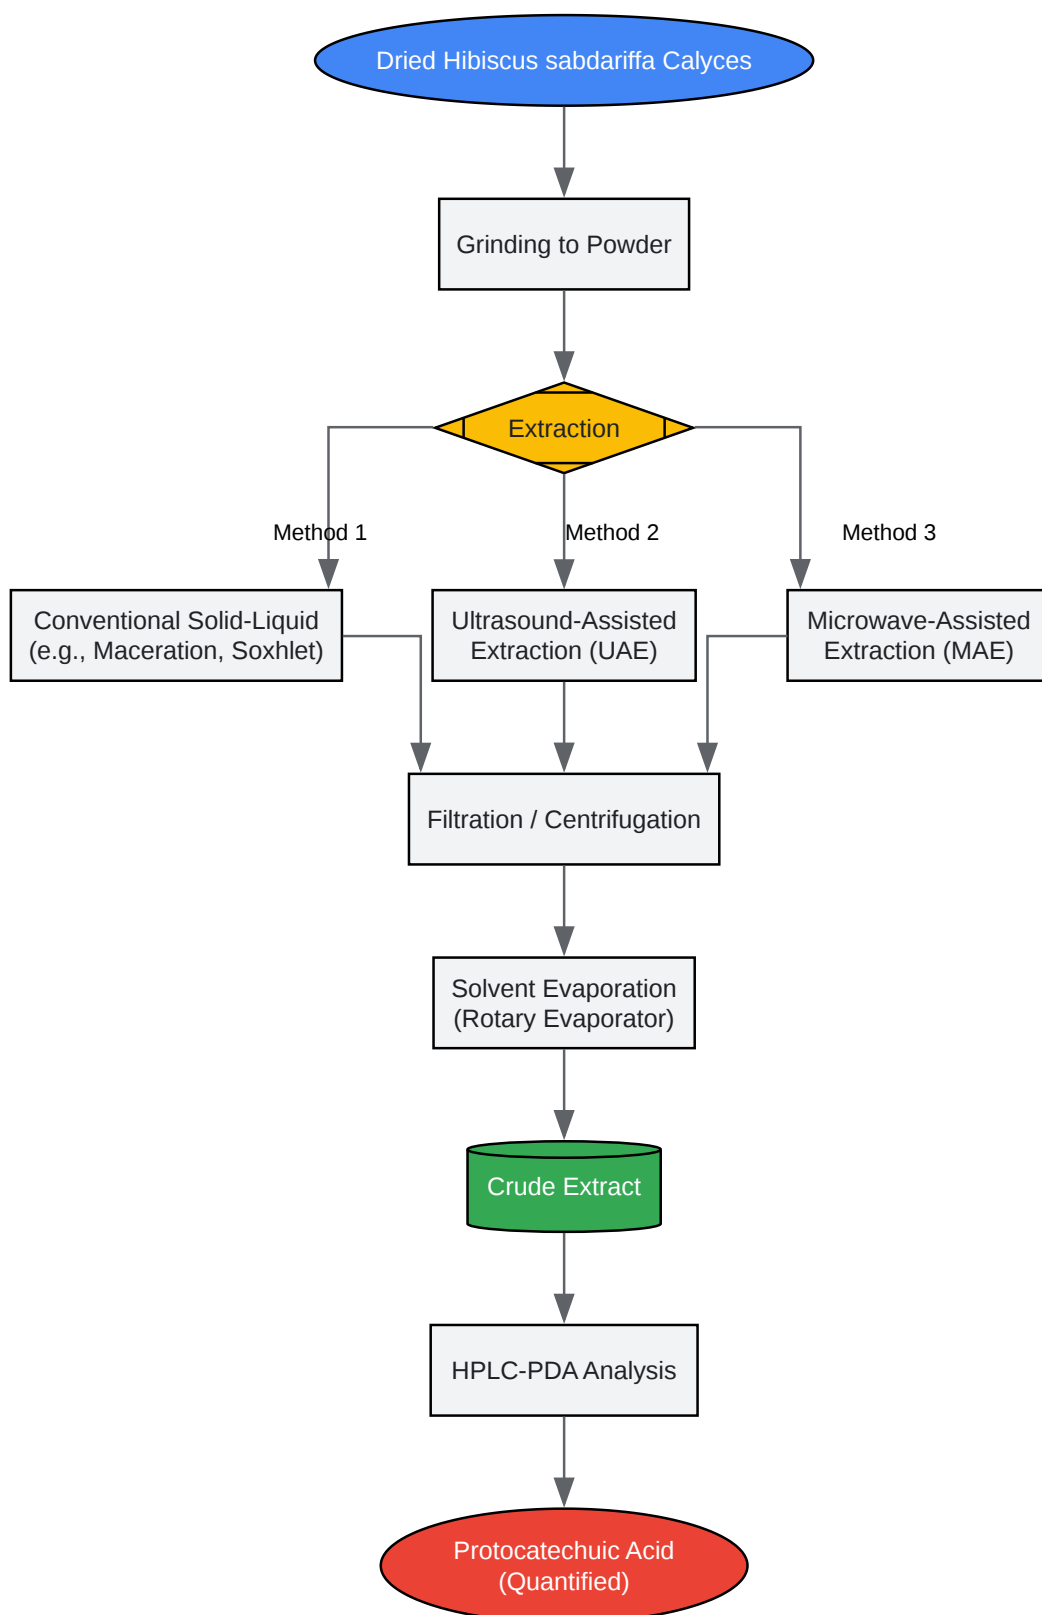 Dried Hibiscus sabdariffa Calyces
Grinding to Powder
Extraction
Method 1
Method 2
Method 3
Conventional Solid-Liquid
(e.g., Maceration, Soxhlet)
Ultrasound-Assisted
Extraction (UAE)
Microwave-Assisted
Extraction (MAE)
Filtration / Centrifugation
Solvent Evaporation
(Rotary Evaporator)
Crude Extract
HPLC-PDA Analysis
Protocatechuic Acid
(Quantified)